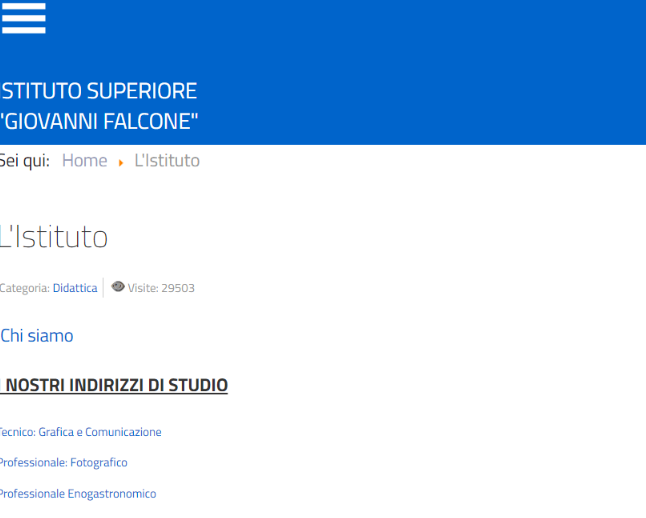 ISTITUTO SUPERIORE
"GIOVANNI FALCONE"
Sei qui: Home L'Istituto
L'Istituto
Categoria: Didattica Visite: 29503
Chi siamo
I NOSTRI INDIRIZZI DI STUDIO
Tecnico: Grafica e Comunicazione
Professionale: Fotografico
Professionale Enogastronomico